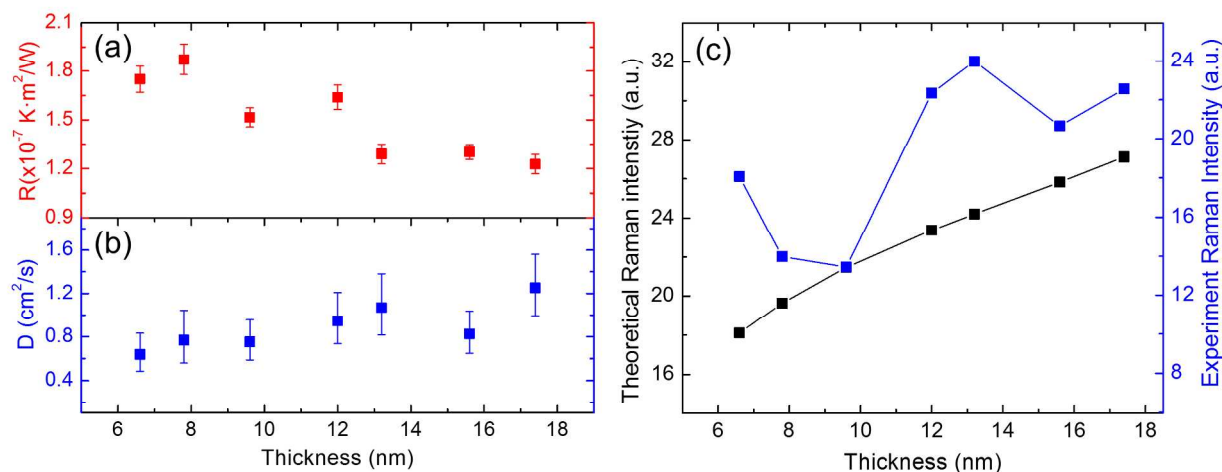 (a)
R(x10⁻⁷ K·m²/W)
2.1
1.8
1.5
1.2
0.9
(b)
D (cm²/s)
1.6
1.2
0.8
0.4
6 8 10 12 14 16 18
Thickness (nm)
(c)
Theoretical Raman intenstiy (a.u.)
32
28
24
20
16
6 8 10 12 14 16 18
Thickness (nm)
24
20
16
12
8
Experiment Raman Intensity (a.u.)